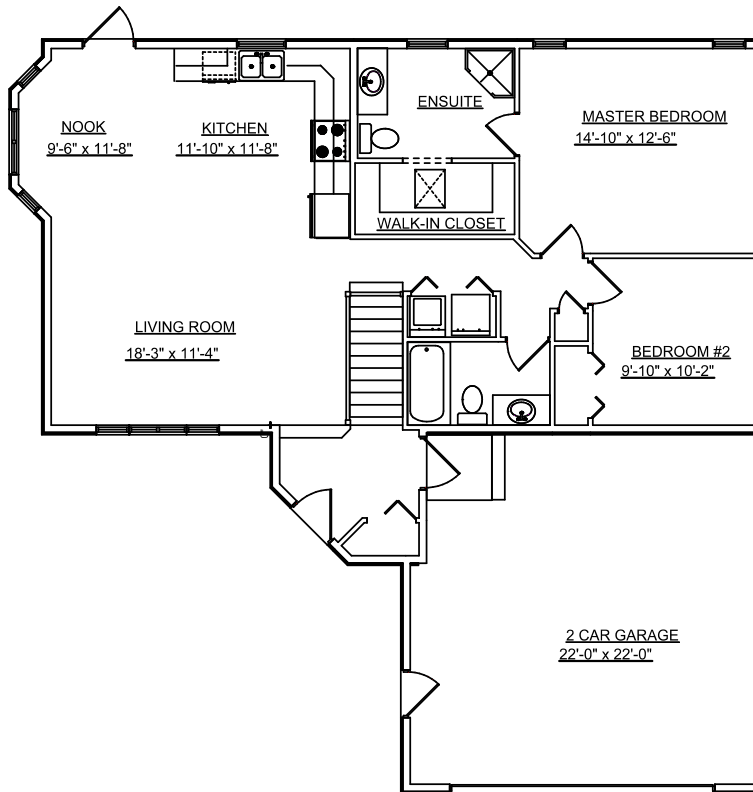 ENSUITE
MASTER BEDROOM
14'-10" x 12'-6"
NOOK
9'-6" x 11'-8"
KITCHEN
11'-10" x 11'-8"
WALK-IN CLOSET
LIVING ROOM
18'-3" x 11'-4"
BEDROOM #2
9'-10" x 10'-2"
2 CAR GARAGE
22'-0" x 22'-0"